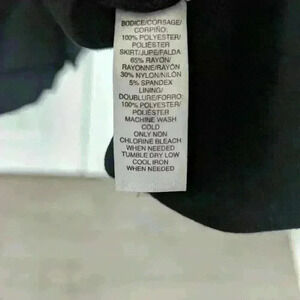 BODICE/CORSAGE/
CORPIÑO:
100% POLYESTER/
POLIÉSTER
SKIRT/JUPE/FALDA:
65% RAYON/
RAYONNE/RAYÓN
30% NYLON/NILÓN
5% SPANDEX
LINING/
DOUBLURE/FORRO:
100% POLYESTER/
POLIÉSTER
MACHINE WASH
COLD
ONLY NON
CHLORINE BLEACH
WHEN NEEDED
TUMBLE DRY LOW
COOL IRON
WHEN NEEDED